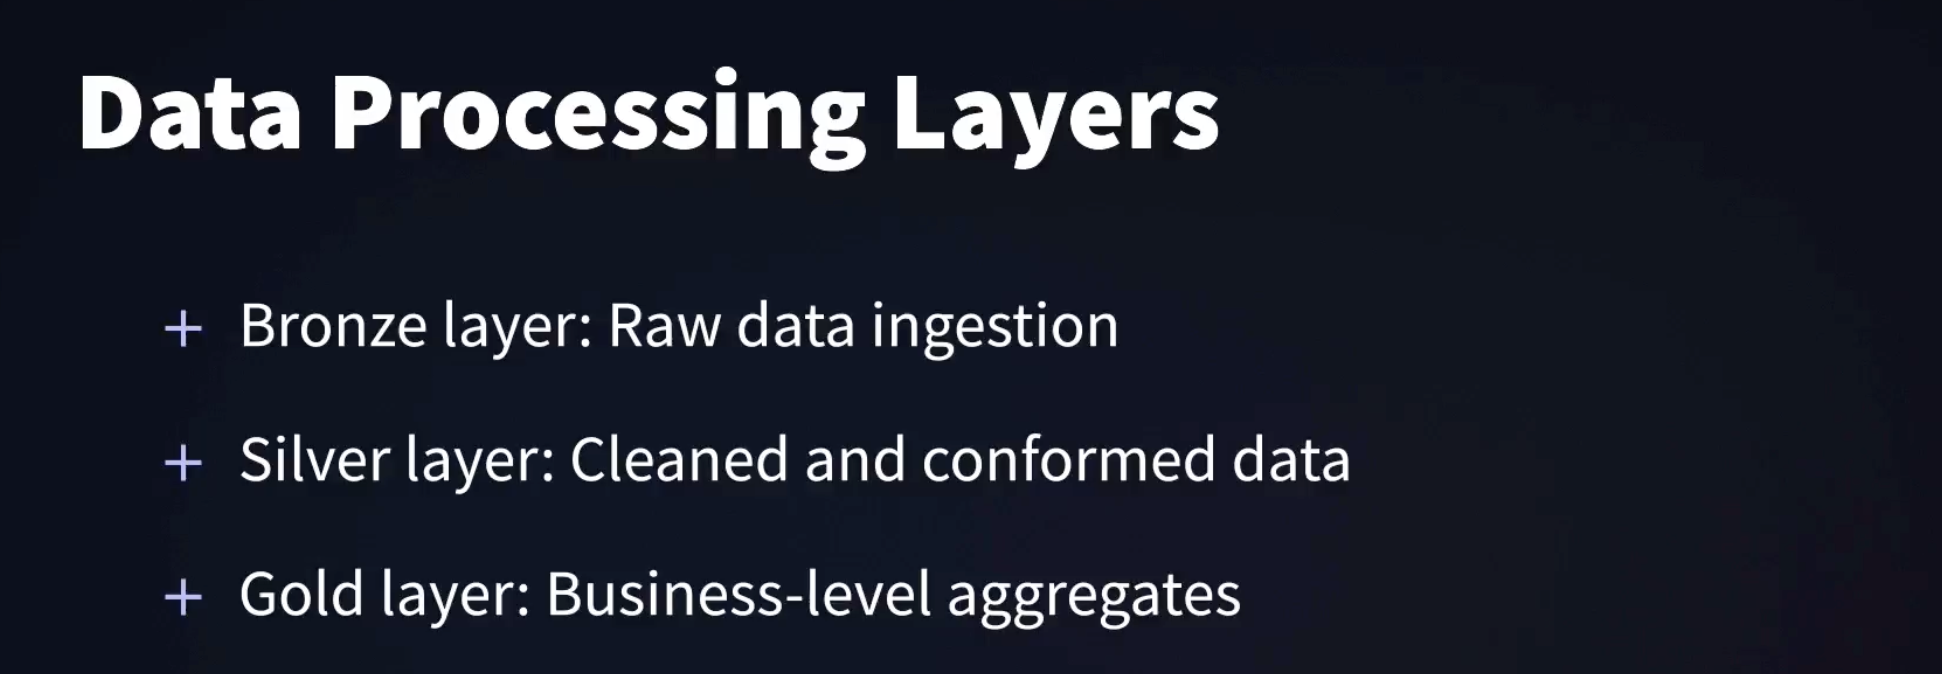 Data Processing Layers
+ Bronze layer: Raw data ingestion
+ Silver layer: Cleaned and conformed data
+ Gold layer: Business-level aggregates